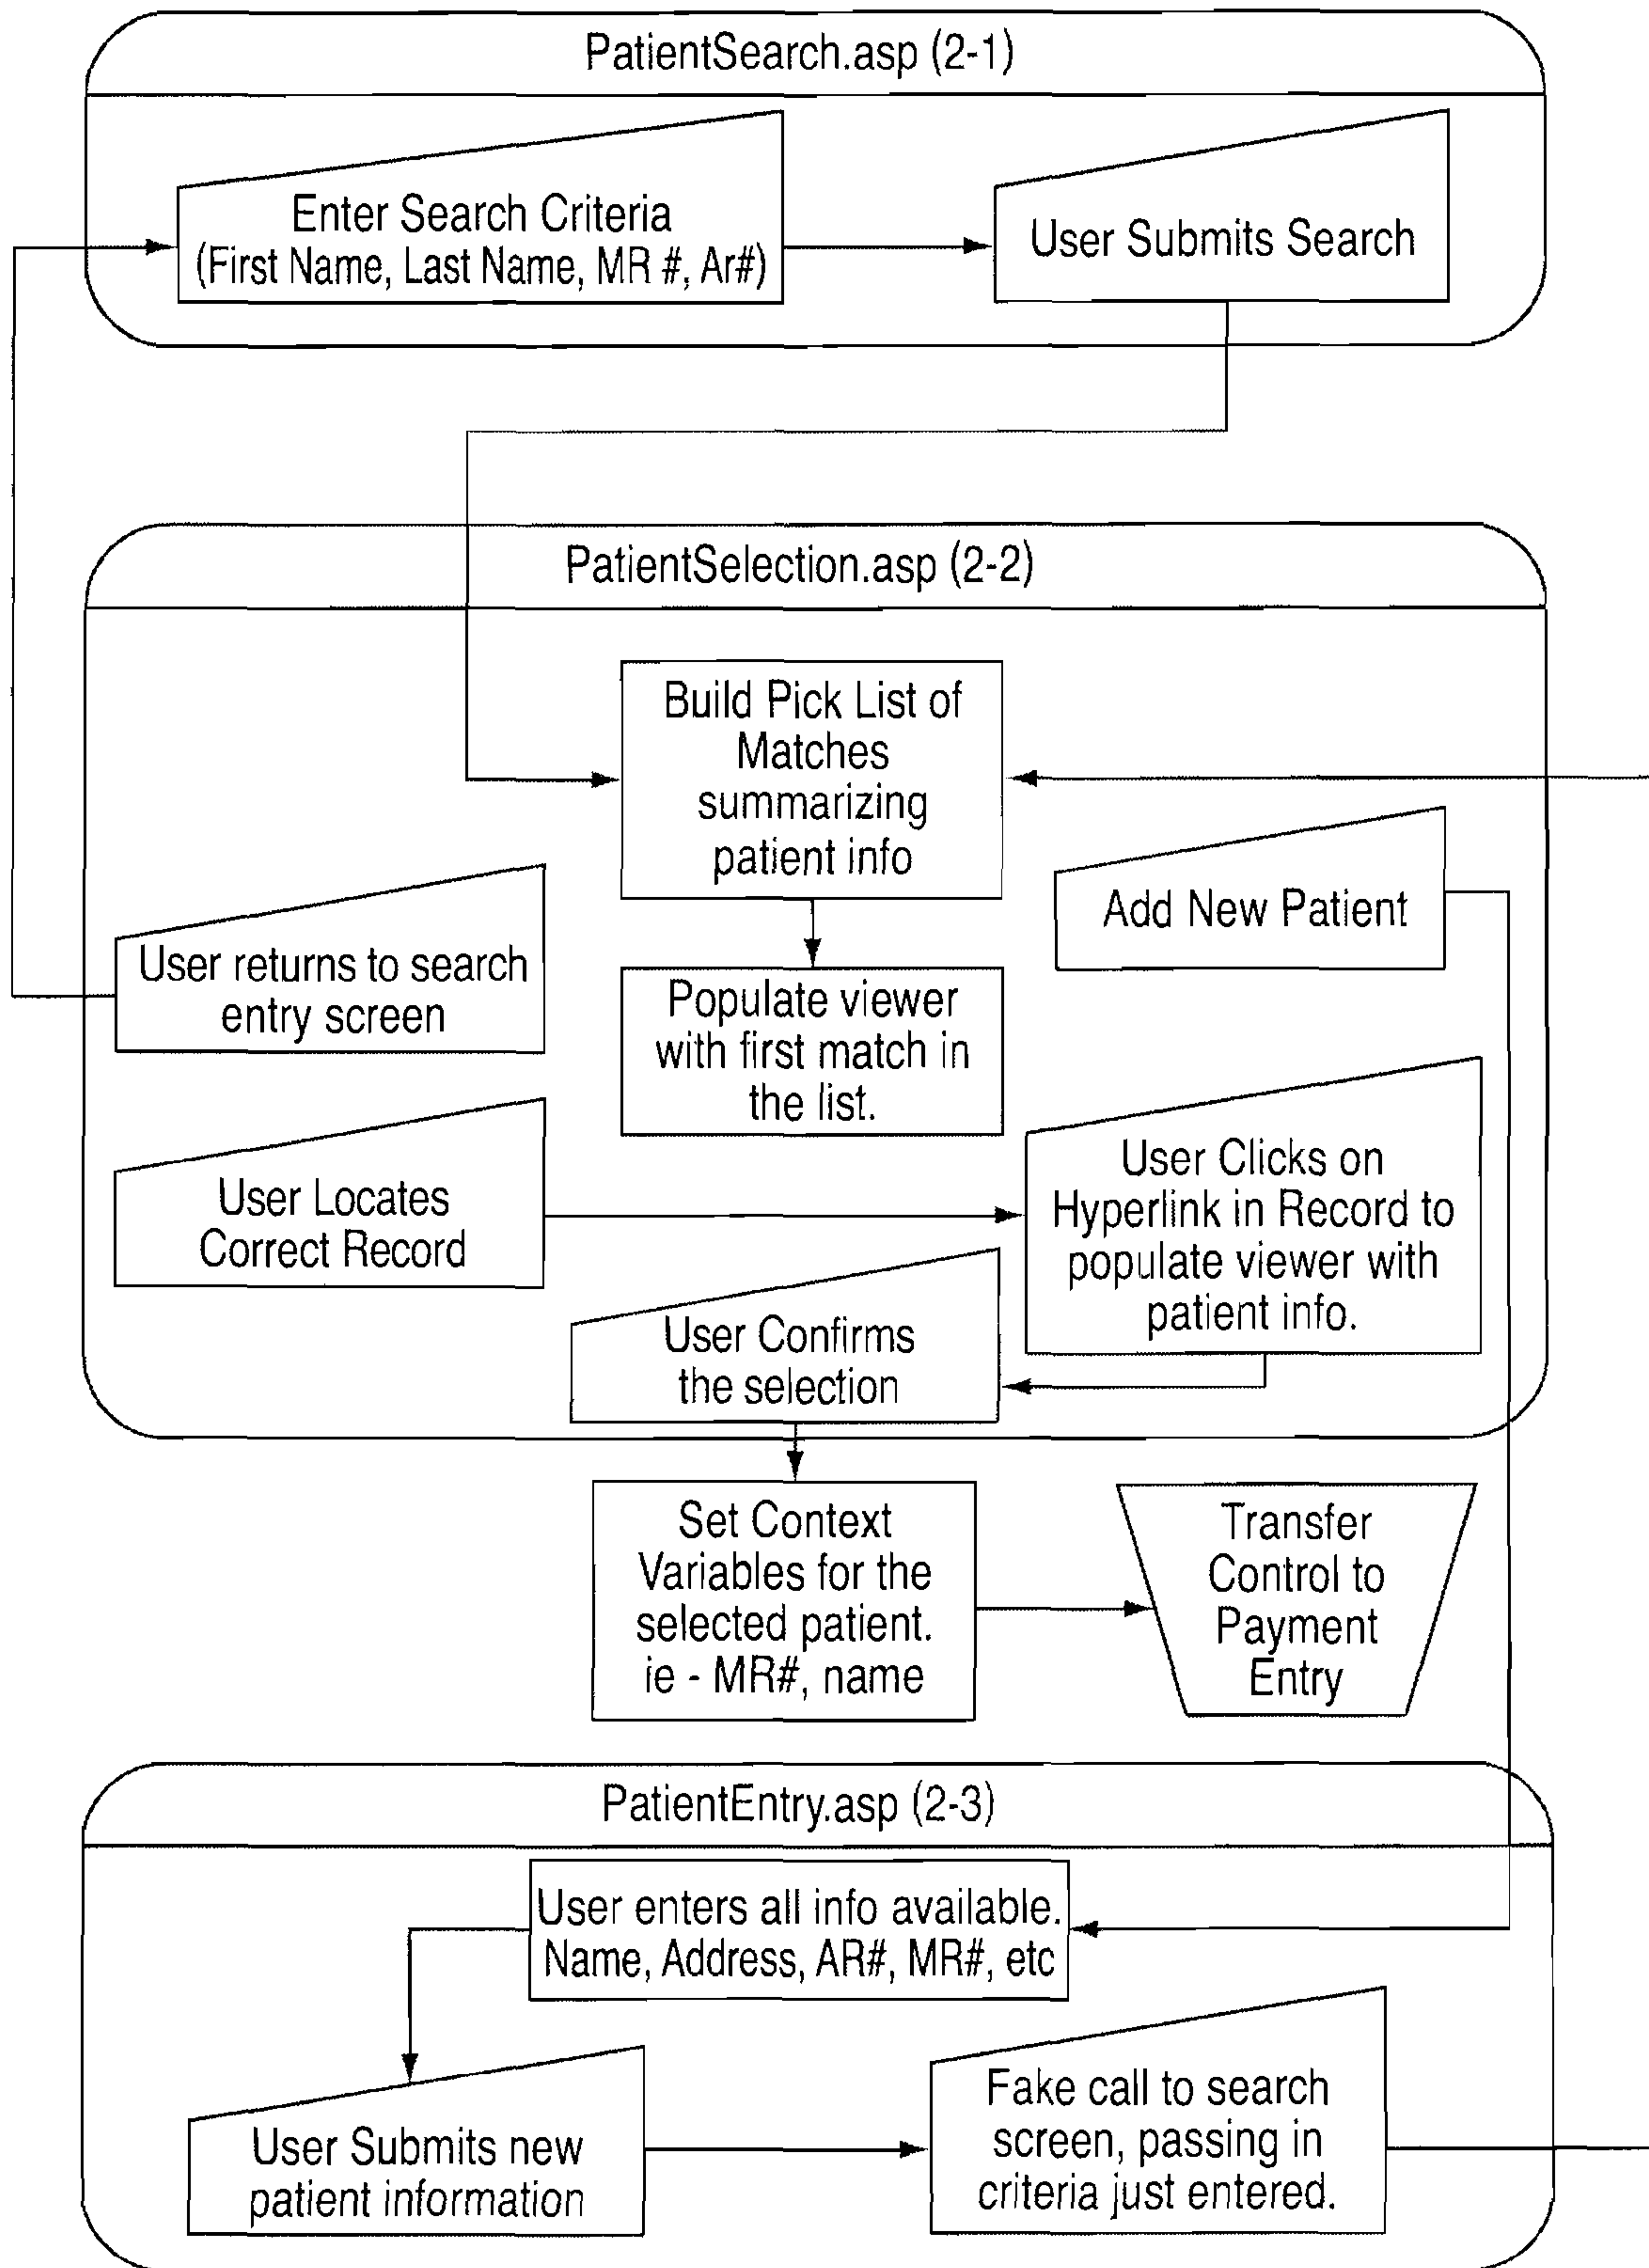 PatientSearch.asp (2-1)
Enter Search Criteria
(First Name, Last Name, MR #, Ar#)
User Submits Search
PatientSelection.asp (2-2)
Build Pick List of
Matches
summarizing
patient info
Add New Patient
User returns to search
entry screen
Populate viewer
with first match in
the list.
User Locates
Correct Record
User Clicks on
Hyperlink in Record to
populate viewer with
patient info.
User Confirms
the selection
Set Context
Variables for the
selected patient.
ie - MR#, name
Transfer
Control to
Payment
Entry
PatientEntry.asp (2-3)
User enters all info available.
Name, Address, AR#, MR#, etc
User Submits new
patient information
Fake call to search
screen, passing in
criteria just entered.